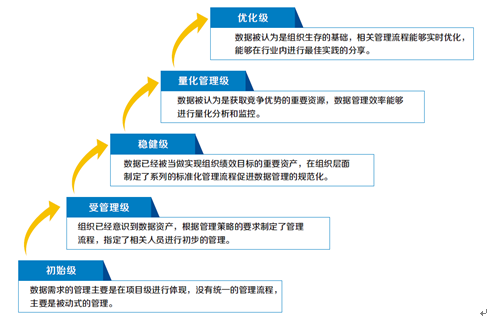 优化级
数据被认为是组织生存的基础，相关管理流程能够实时优化，
能够在行业内进行最佳实践的分享。
量化管理级
数据被认为是获取竞争优势的重要资源，数据管理效率能够
进行量化分析和监控。
稳健级
数据已经被当做实现组织绩效目标的重要资产，在组织层面
制定了系列的标准化管理流程促进数据管理的规范化。
受管理级
组织已经意识到数据资产，根据管理策略的要求制定了管理
流程，指定了相关人员进行初步的管理。
初始级
数据需求的管理主要是在项目级进行体现，没有统一的管理流程，
主要是被动式的管理。